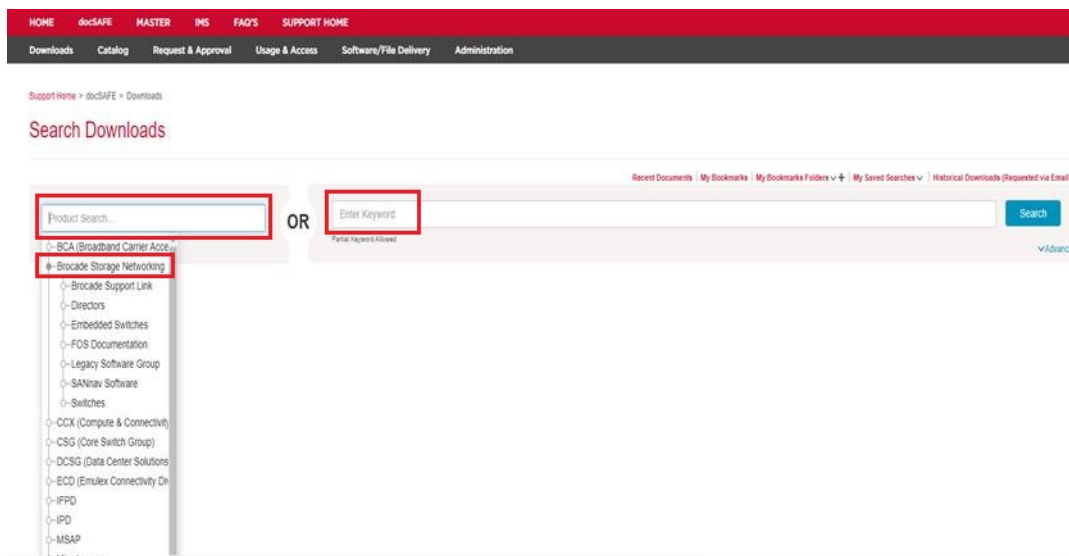 HOME docSAFE MASTER IMS FAQ'S SUPPORT HOME
Downloads Catalog Request & Approval Usage & Access Software/File Delivery Administration
Support Home > docSAFE > Downloads
Search Downloads
Recent Documents | My Bookmarks | My Bookmarks Folders | My Saved Searches | Historical Downloads (Requested via Email
Product Search...
OR
Enter Keyword
Search
Partial Keyword Allowed
Advanc
BCA (Broadband Carrier Acce
Brocade Storage Networking
Brocade Support Link
Directors
Embedded Switches
FOS Documentation
Legacy Software Group
SANnav Software
Switches
CCX (Compute & Connectivity
CSG (Core Switch Group)
DCSG (Data Center Solutions
ECD (Emulex Connectivity Div
IFPD
IPD
MSAP